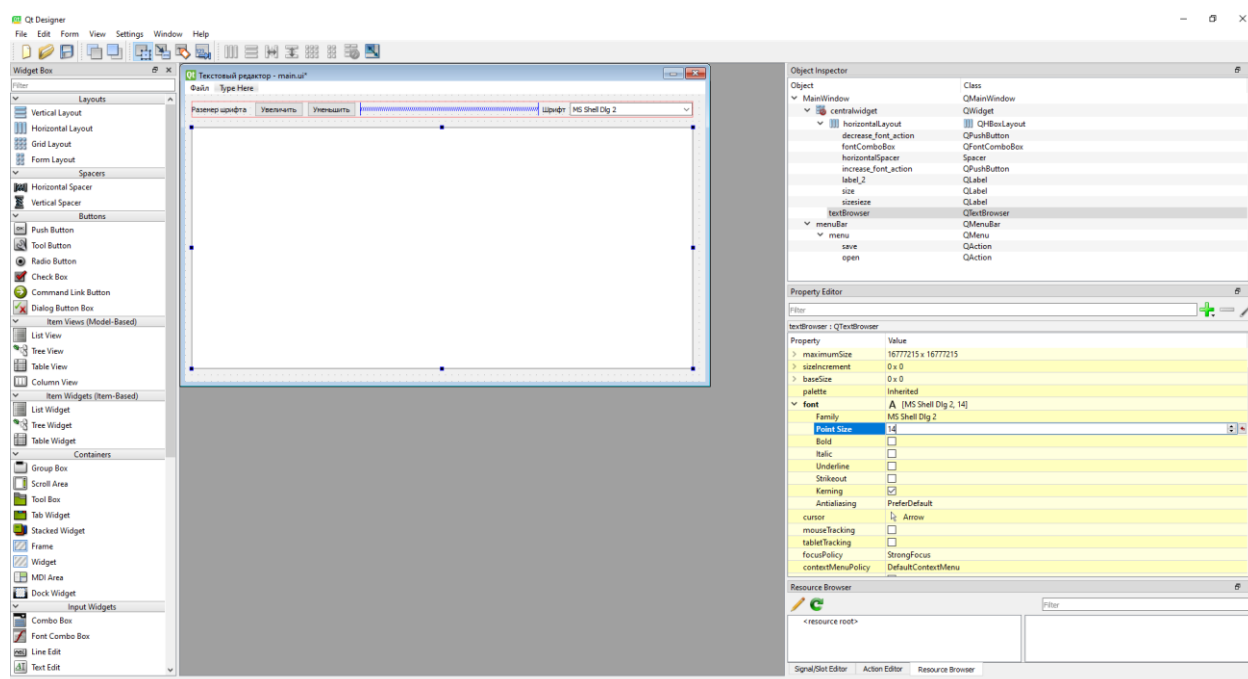 Qt Designer
File Edit Form View Settings Window Help
Widget Box
Filter
Layouts
Vertical Layout
Horizontal Layout
Grid Layout
Form Layout
Spacers
Horizontal Spacer
Vertical Spacer
Buttons
Push Button
Tool Button
Radio Button
Check Box
Command Link Button
Dialog Button Box
Item Views (Model-Based)
List View
Tree View
Table View
Column View
Item Widgets (Item-Based)
List Widget
Tree Widget
Table Widget
Containers
Group Box
Scroll Area
Tool Box
Tab Widget
Stacked Widget
Frame
Widget
MDI Area
Dock Widget
Input Widgets
Combo Box
Font Combo Box
Line Edit
Text Edit
Текстовый редактор - main.ui*
Файл Type Here
Раземер шрифта Увеличить Уменьшить Шрифт MS Shell Dlg 2
Object Inspector
Object Class
MainWindow QMainWindow
centralwidget QWidget
horizontalLayout QHBoxLayout
decrease_font_action QPushButton
fontComboBox QFontComboBox
horizontalSpacer Spacer
increase_font_action QPushButton
label_2 QLabel
size QLabel
sizesieze QLabel
textBrowser QTextBrowser
menuBar QMenuBar
menu QMenu
save QAction
open QAction
Property Editor
Filter
textBrowser : QTextBrowser
Property Value
maximumSize 16777215 x 16777215
sizeIncrement 0 x 0
baseSize 0 x 0
palette Inherited
font A [MS Shell Dlg 2, 14]
Family MS Shell Dlg 2
Point Size 14
Bold
Italic
Underline
Strikeout
Kerning
Antialiasing PreferDefault
cursor Arrow
mouseTracking
tabletTracking
focusPolicy StrongFocus
contextMenuPolicy DefaultContextMenu
Resource Browser
Filter
<resource root>
Signal/Slot Editor Action Editor Resource Browser